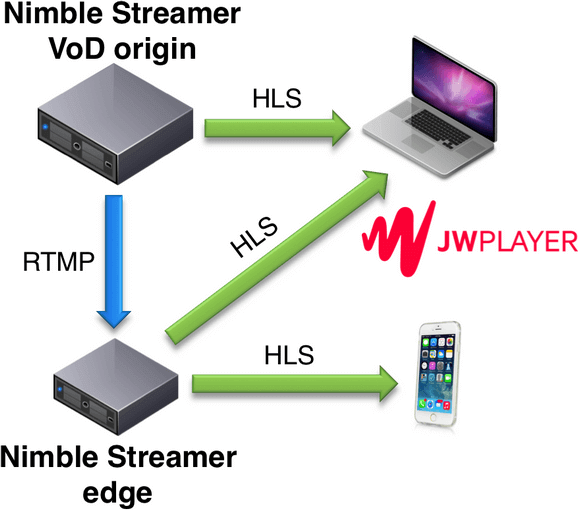 Nimble Streamer
VoD origin
HLS
HLS
RTMP
JWPLAYER
HLS
Nimble Streamer
edge